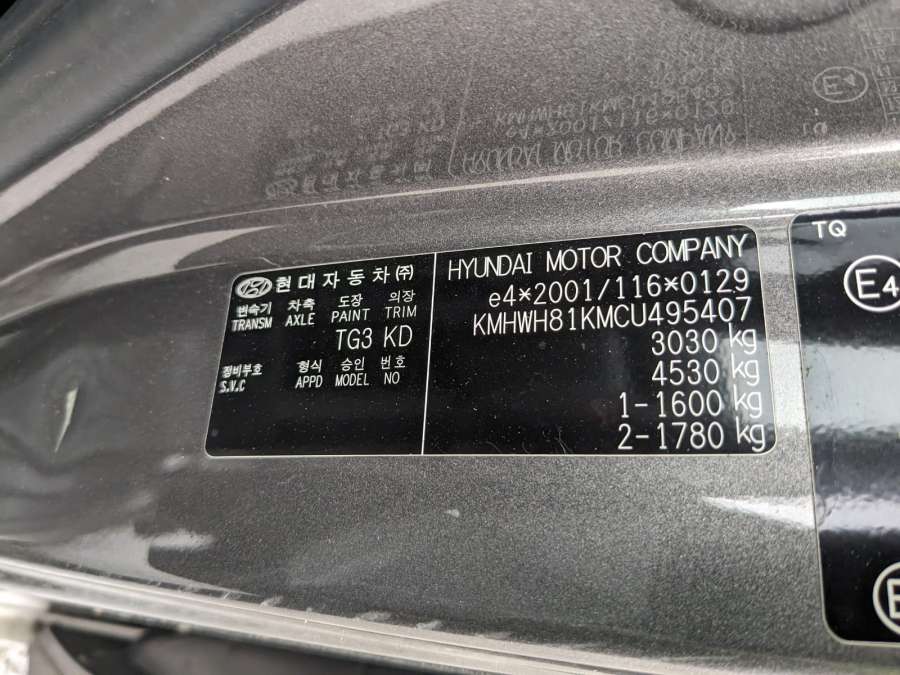 현대자동차㈜
변속기 차축 도장 의장
TRANSM AXLE PAINT TRIM
TG3 KD
정비부호 형식 승인 번호
S.V.C APPD MODEL NO
HYUNDAI MOTOR COMPANY
e4*2001/116*0129
KMHWH81KMCU495407
3030 kg
4530 kg
1-1600 kg
2-1780 kg
TQ
E4